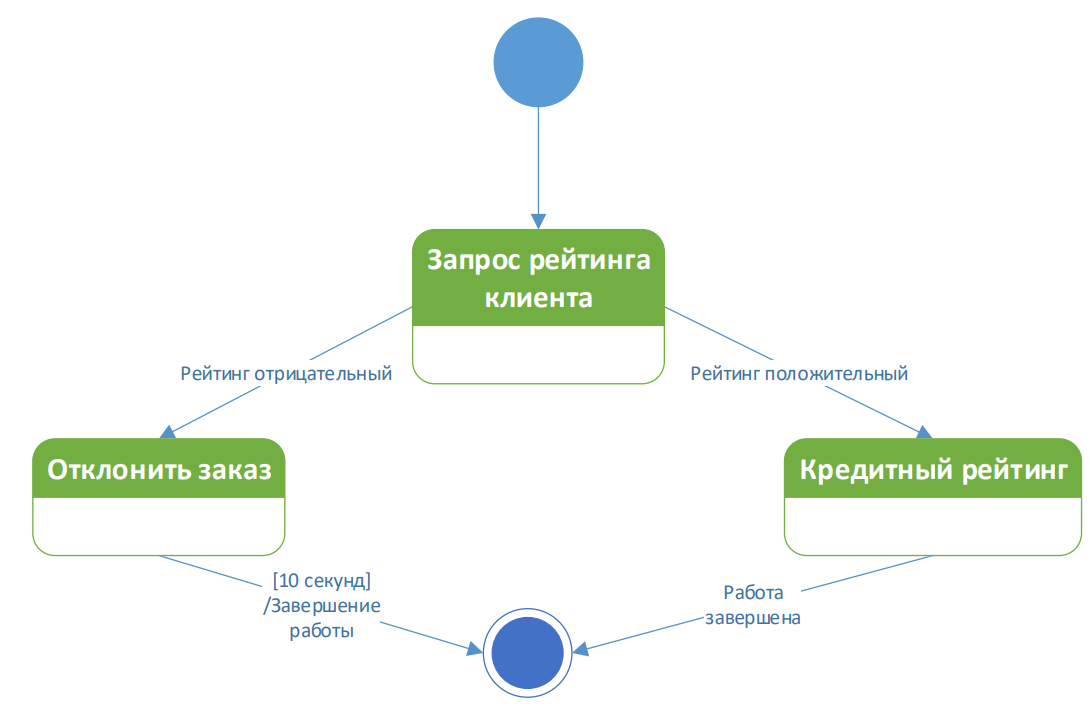 Запрос рейтинга
клиента
Рейтинг отрицательный
Рейтинг положительный
Отклонить заказ
Кредитный рейтинг
[10 секунд]
/Завершение
работы
Работа
завершена